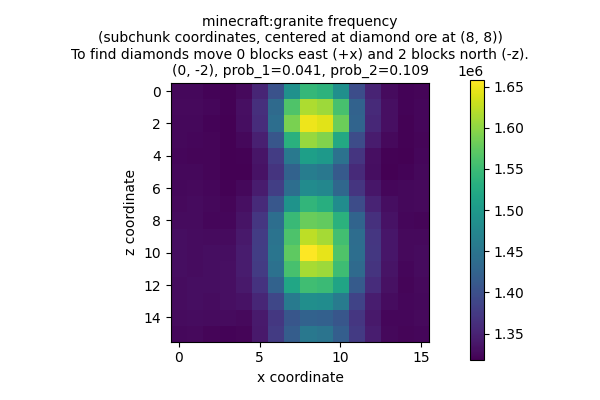 minecraft:granite frequency
(subchunk coordinates, centered at diamond ore at (8, 8))
To find diamonds move 0 blocks east (+x) and 2 blocks north (-z).
(0, -2), prob_1=0.041, prob_2=0.109
1e6
0
2
4
6
8
10
12
14
z coordinate
0
5
10
15
x coordinate
1.65
1.60
1.55
1.50
1.45
1.40
1.35